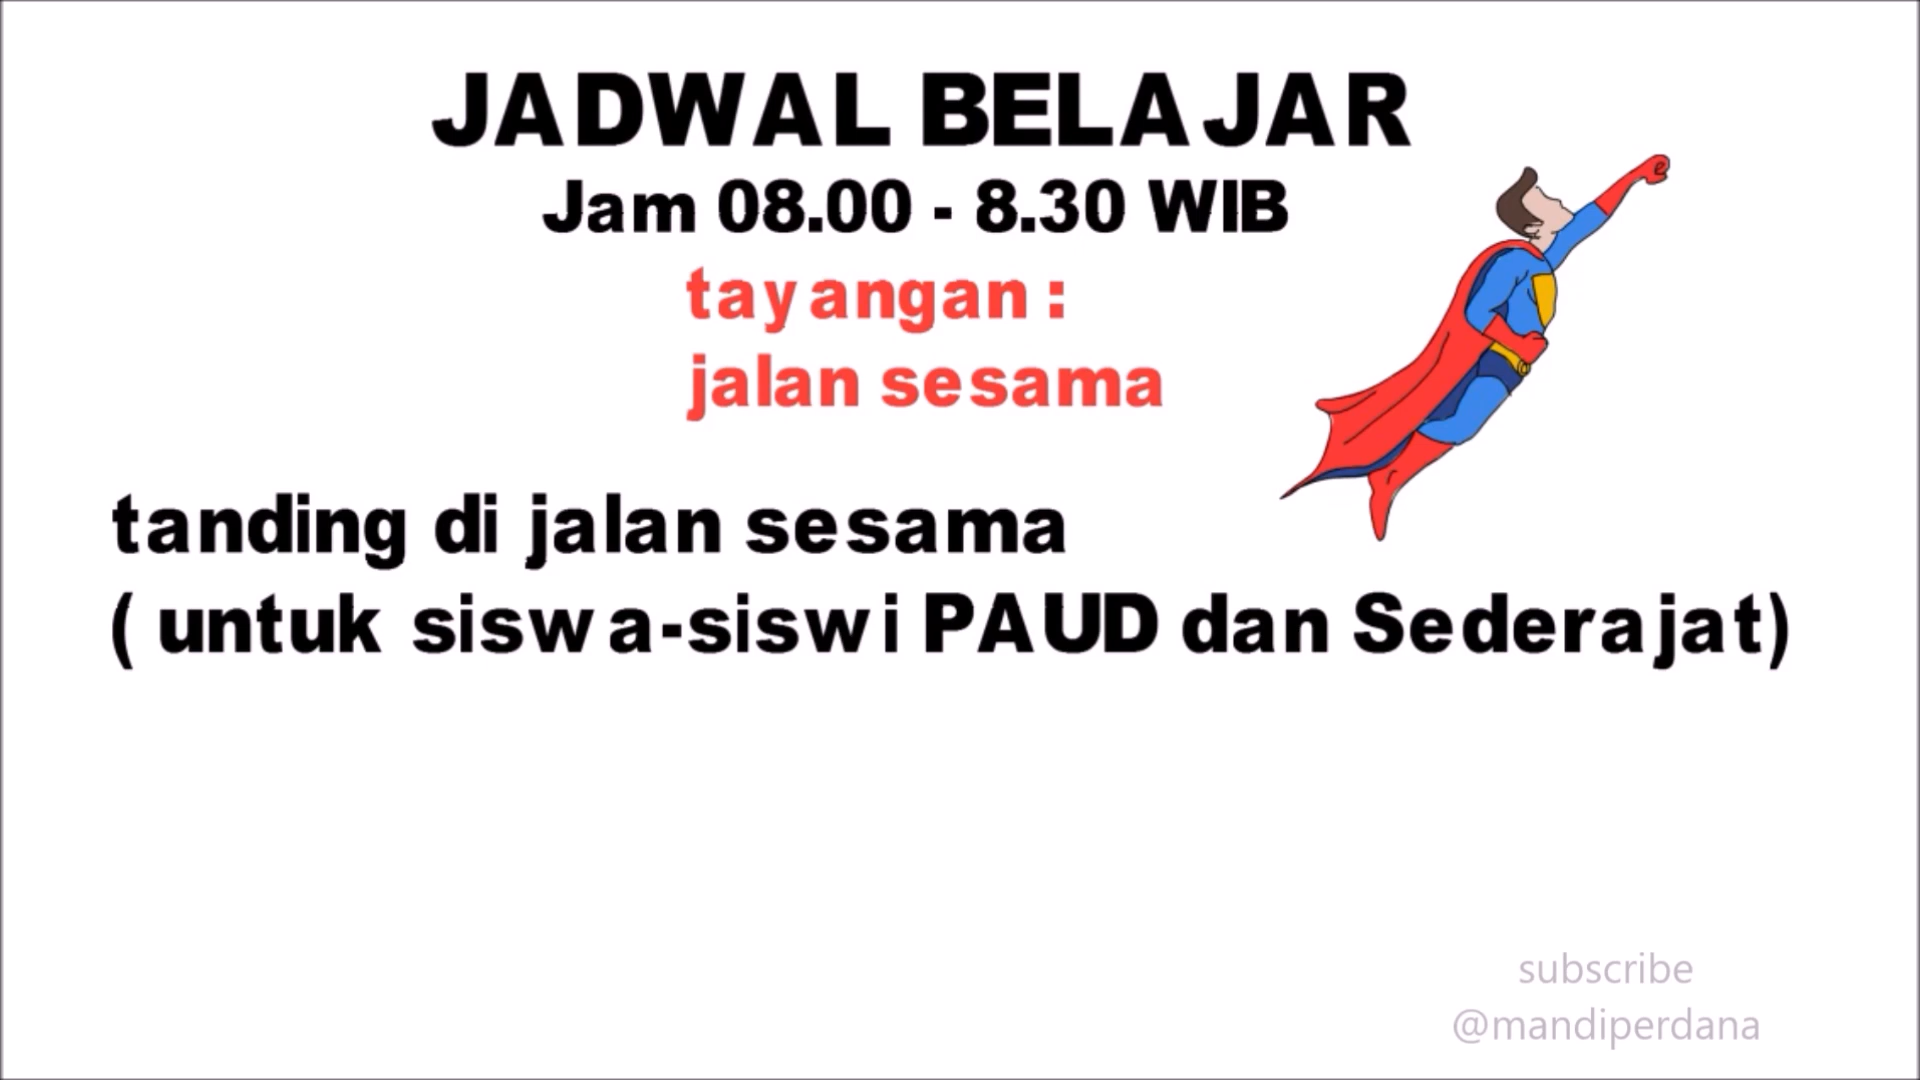 JADWAL BELAJAR
Jam 08.00 - 8.30 WIB
tayangan :
jalan sesama
tanding di jalan sesama
( untuk siswa-siswi PAUD dan Sederajat)
subscribe
@mandiperdana